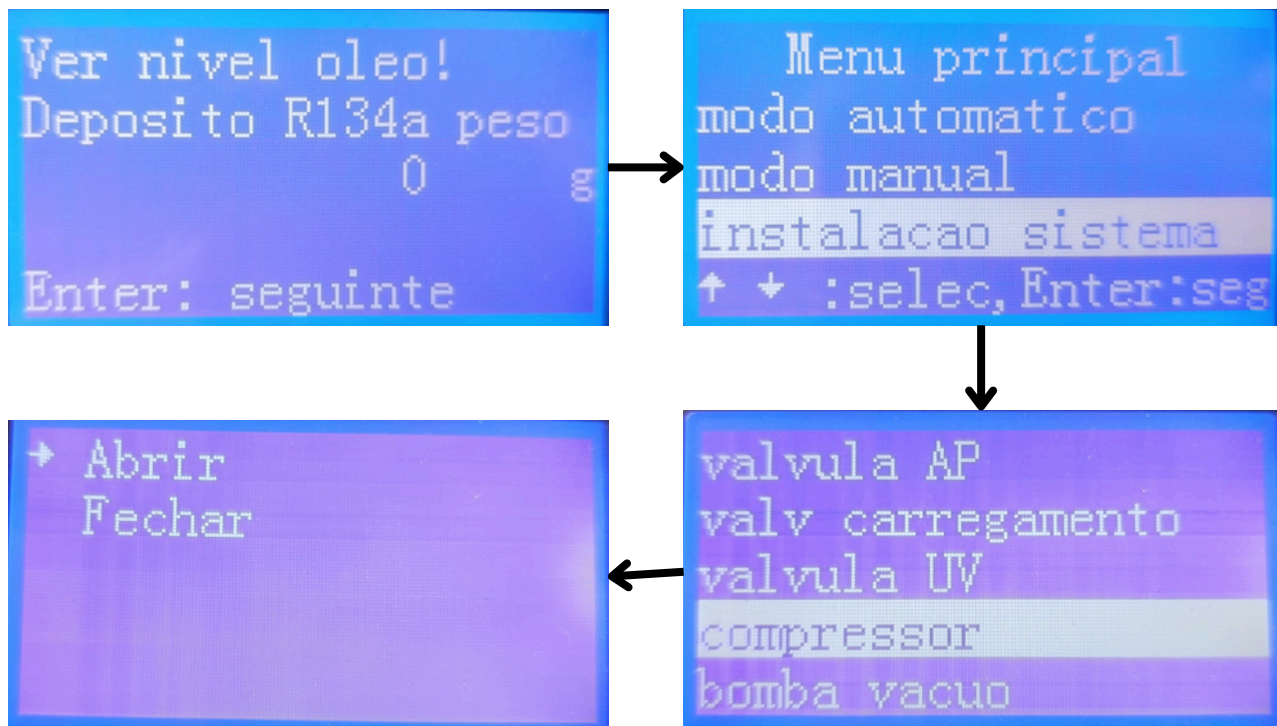 Ver nivel oleo!
Deposito R134a peso
0 g
Enter: seguinte
Menu principal
modo automatico
modo manual
instalacao sistema
↑ ↓ :selec,Enter:seg
valvula AP
valv carregamento
valvula UV
compressor
bomba vacuo
→ Abrir
Fechar